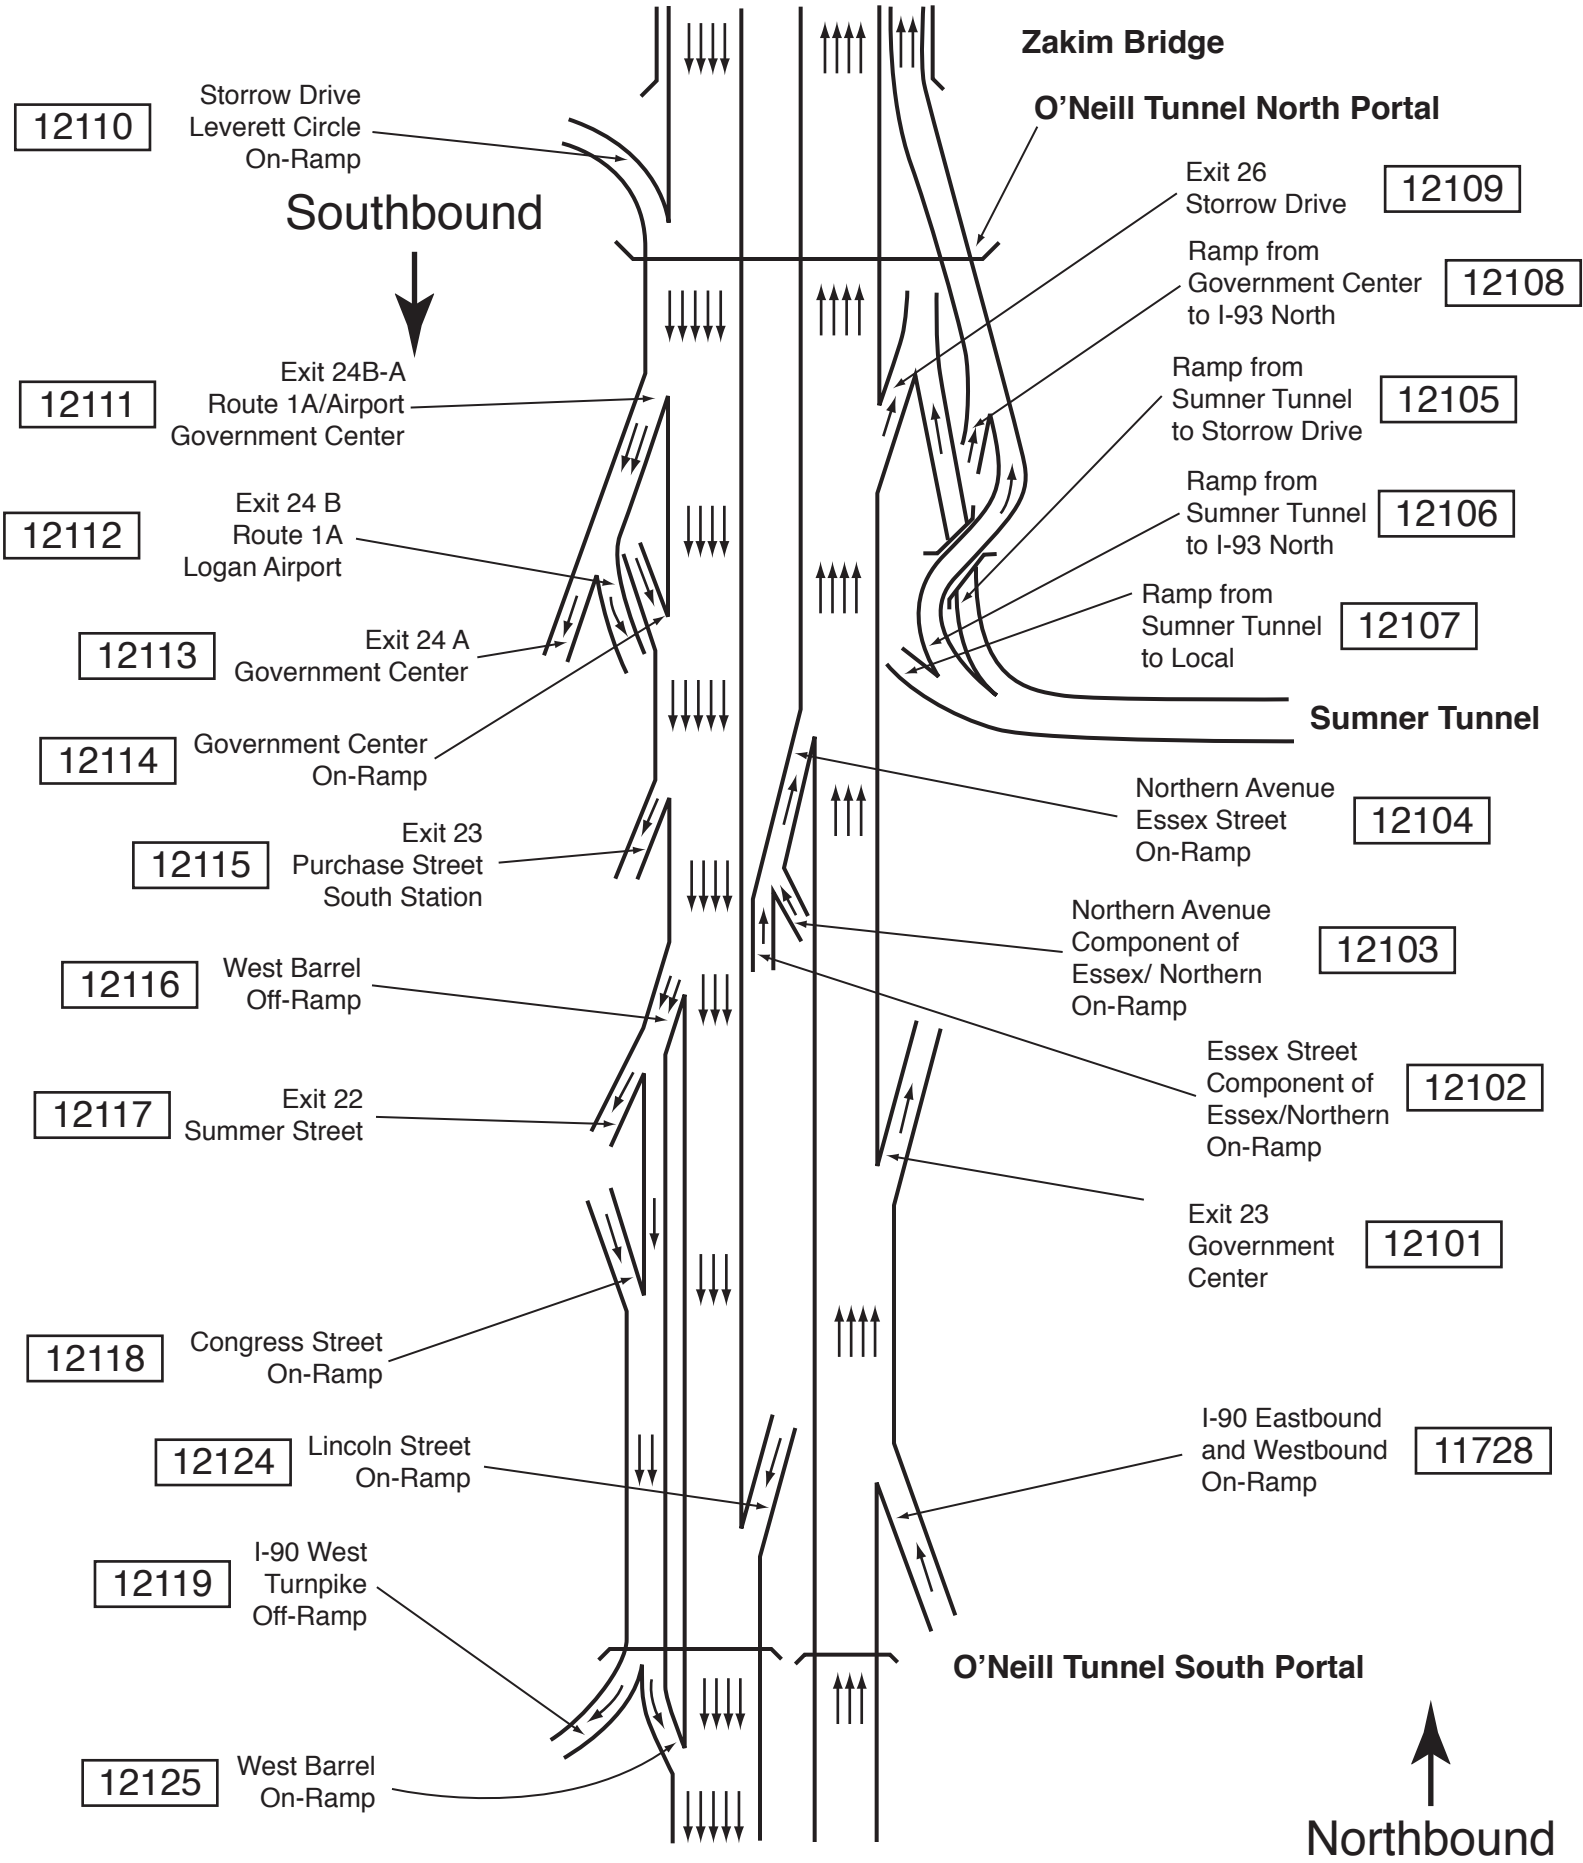 Zakim Bridge
O'Neill Tunnel North Portal
12110
Storrow Drive
Leverett Circle
On-Ramp
Southbound
12111
Exit 24B-A
Route 1A/Airport
Government Center
12112
Exit 24 B
Route 1A
Logan Airport
12113
Exit 24 A
Government Center
12114
Government Center
On-Ramp
12115
Exit 23
Purchase Street
South Station
12116
West Barrel
Off-Ramp
12117
Exit 22
Summer Street
12118
Congress Street
On-Ramp
12124
Lincoln Street
On-Ramp
12119
I-90 West
Turnpike
Off-Ramp
12125
West Barrel
On-Ramp
Exit 26
Storrow Drive
12109
Ramp from
Government Center
to I-93 North
12108
Ramp from
Sumner Tunnel
to Storrow Drive
12105
Ramp from
Sumner Tunnel
to I-93 North
12106
Ramp from
Sumner Tunnel
to Local
12107
Sumner Tunnel
Northern Avenue
Essex Street
On-Ramp
12104
Northern Avenue
Component of
Essex/ Northern
On-Ramp
12103
Essex Street
Component of
Essex/Northern
On-Ramp
12102
Exit 23
Government
Center
12101
I-90 Eastbound
and Westbound
On-Ramp
11728
O'Neill Tunnel South Portal
Northbound